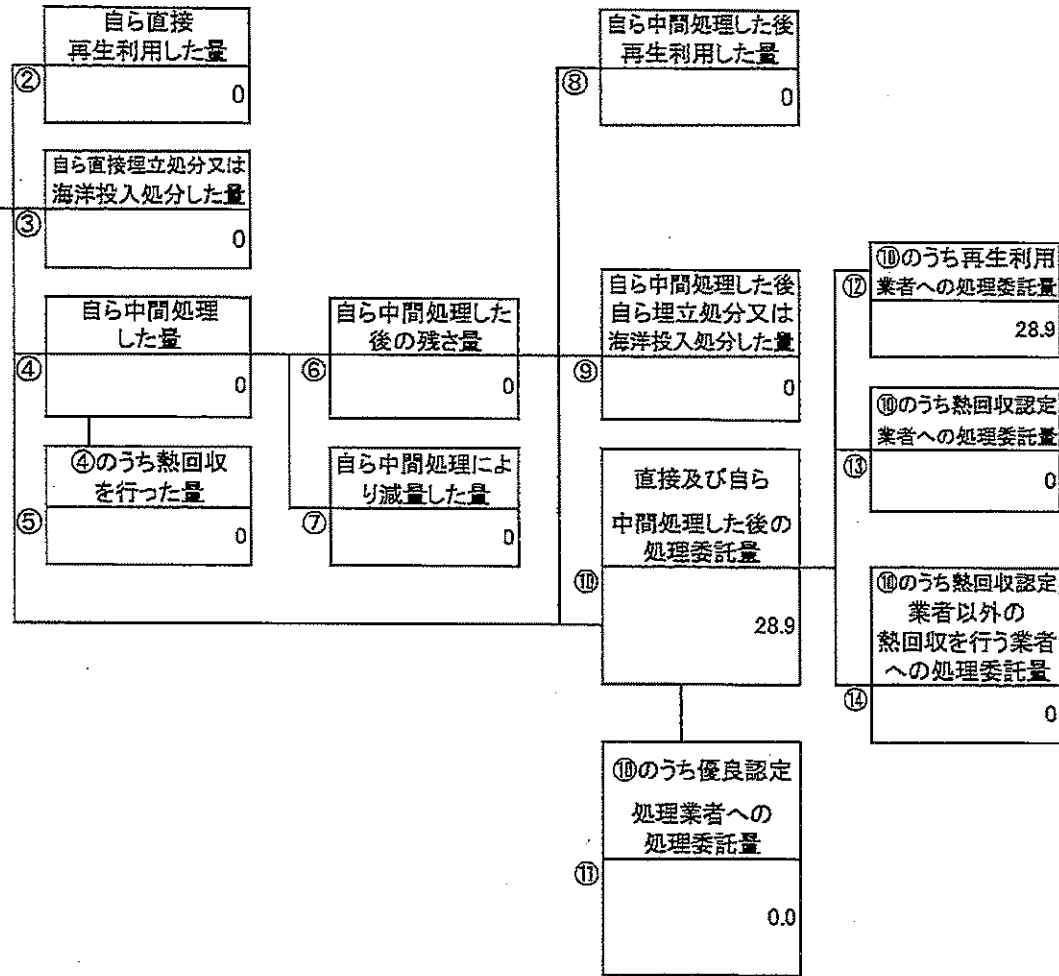 自ら直接
再生利用した量
②
0
自ら直接埋立処分又は
海洋投入処分した量
③
0
自ら中間処理
した量
④
0
④のうち熱回収
を行った量
⑤
0
自ら中間処理した
後の残さ量
⑥
0
自ら中間処理によ
り減量した量
⑦
0
自ら中間処理した後
再生利用した量
⑧
0
自ら中間処理した後
自ら埋立処分又は
海洋投入処分した量
⑨
0
直接及び自ら
中間処理した後の
処理委託量
⑩
28.9
⑩のうち優良認定
処理業者への
処理委託量
⑪
0.0
⑩のうち再生利用
業者への処理委託量
⑫
28.9
⑩のうち熱回収認定
業者への処理委託量
⑬
0
⑩のうち熱回収認定
業者以外の
熱回収を行う業者
への処理委託量
⑭
0